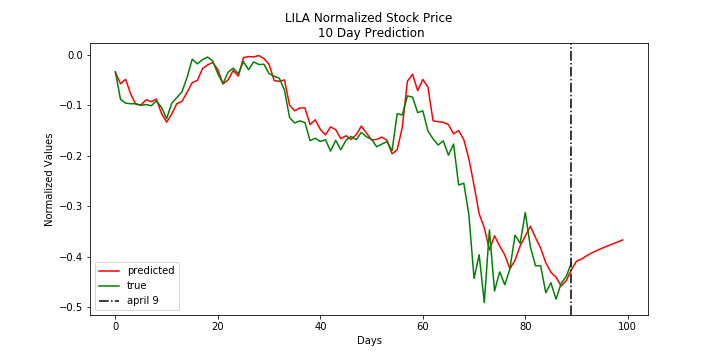 LILA Normalized Stock Price
10 Day Prediction
Normalized Values
0.0
−0.1
−0.2
−0.3
−0.4
−0.5
predicted
true
april 9
0
20
40
60
80
100
Days